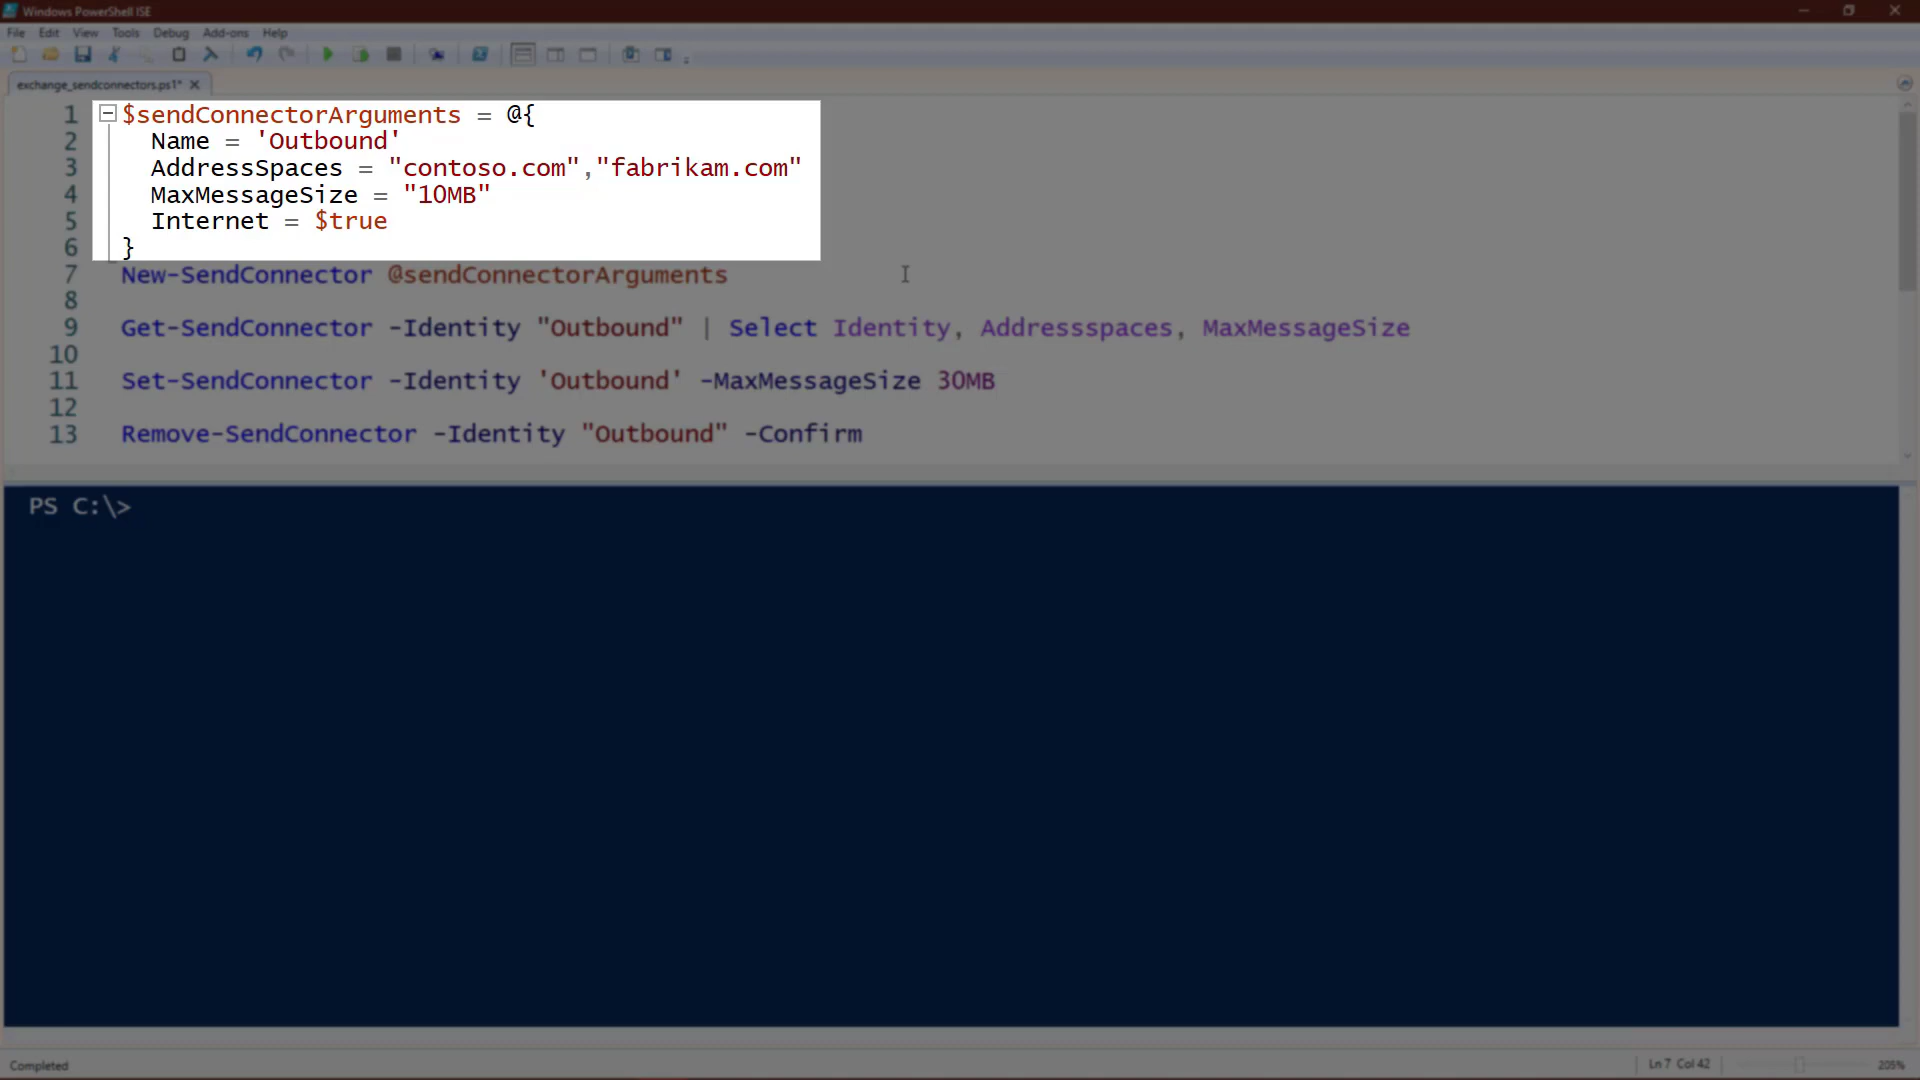 Windows PowerShell ISE
File Edit View Tools Debug Add-ons Help
exchange_sendconnectors.ps1*
1 $sendConnectorArguments = @{
2 Name = 'Outbound'
3 AddressSpaces = "contoso.com","fabrikam.com"
4 MaxMessageSize = "10MB"
5 Internet = $true
6 }
7 New-SendConnector @sendConnectorArguments
8
9 Get-SendConnector -Identity "Outbound" | Select Identity, Addressspaces, MaxMessageSize
10
11 Set-SendConnector -Identity 'Outbound' -MaxMessageSize 30MB
12
13 Remove-SendConnector -Identity "Outbound" -Confirm
PS C:\>
Completed Ln 7 Col 42 205%